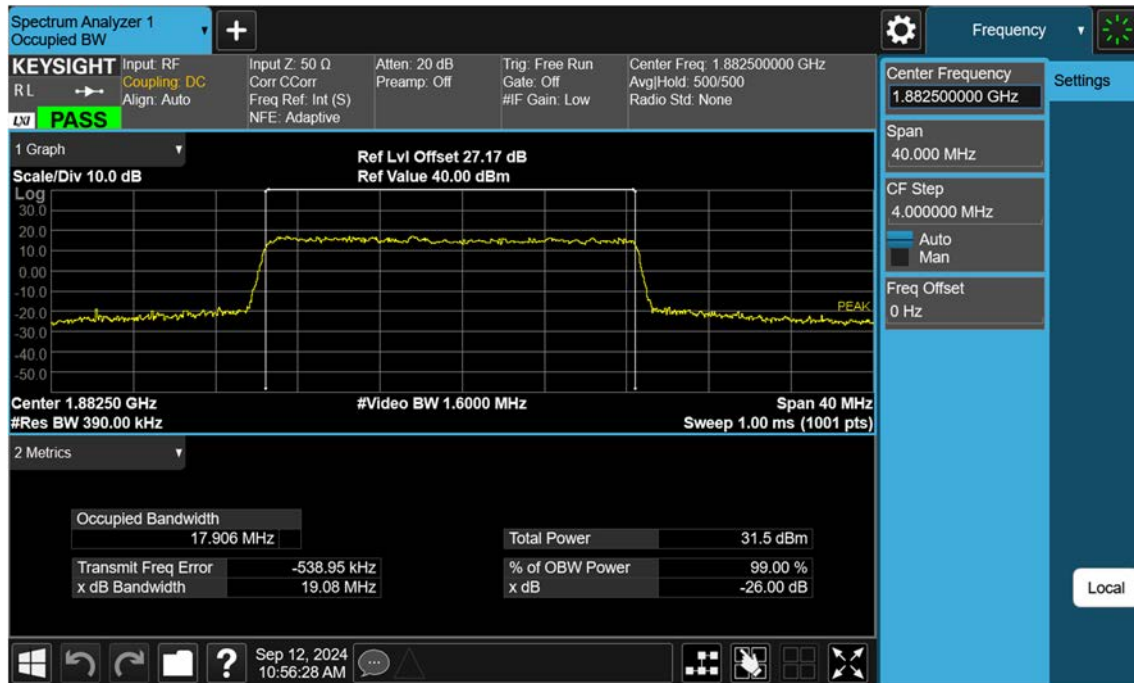 Spectrum Analyzer 1
Occupied BW
Frequency
KEYSIGHT
RL
LXI PASS
Input: RF
Coupling: DC
Align: Auto
Input Z: 50 Ω
Corr CCorr
Freq Ref: Int (S)
NFE: Adaptive
Atten: 20 dB
Preamp: Off
Trig: Free Run
Gate: Off
#IF Gain: Low
Center Freq: 1.882500000 GHz
Avg|Hold: 500/500
Radio Std: None
Center Frequency
1.882500000 GHz
Settings
Span
40.000 MHz
CF Step
4.000000 MHz
Auto
Man
Freq Offset
0 Hz
Local
1 Graph
Scale/Div 10.0 dB
Ref Lvl Offset 27.17 dB
Ref Value 40.00 dBm
Log
30.0
20.0
10.0
0.00
-10.0
-20.0
-30.0
-40.0
-50.0
PEAK
Center 1.88250 GHz
#Video BW 1.6000 MHz
Span 40 MHz
#Res BW 390.00 kHz
Sweep 1.00 ms (1001 pts)
2 Metrics
Occupied Bandwidth
17.906 MHz
Total Power 31.5 dBm
Transmit Freq Error -538.95 kHz
% of OBW Power 99.00 %
x dB Bandwidth 19.08 MHz
x dB -26.00 dB
?
Sep 12, 2024
10:56:28 AM